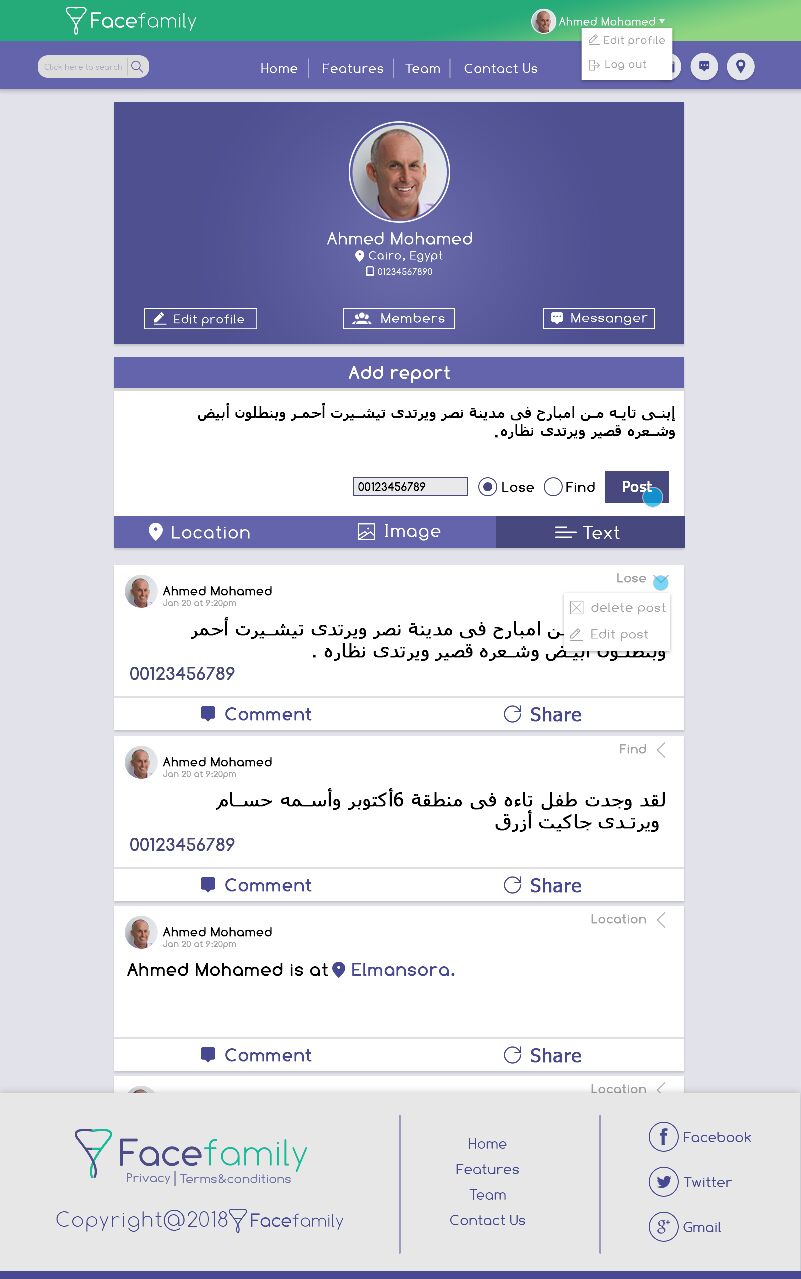 Facefamily
Ahmed Mohamed
Edit profile
Log out
Click here to search
Home
Features
Team
Contact Us
Ahmed Mohamed
Cairo, Egypt
01234567890
Edit profile
Members
Messanger
Add report
إبنى تايه من امبارح فى مدينة نصر ويرتدى تيشيرت أحمر وبنطلون أبيض
وشعره قصير ويرتدى نظاره.
00123456789
Lose
Find
Post
Location
Image
Text
Ahmed Mohamed
Jan 20 at 9:20pm
Lose
delete post
Edit post
امبارح فى مدينة نصر ويرتدى تيشيرت أحمر
وبنطلون أبيض وشعره قصير ويرتدى نظاره .
00123456789
Comment
Share
Ahmed Mohamed
Jan 20 at 9:20pm
Find
لقد وجدت طفل تاءه فى منطقة 6أكتوبر وأسمه حسام
ويرتدى جاكيت أزرق
00123456789
Comment
Share
Ahmed Mohamed
Jan 20 at 9:20pm
Location
Ahmed Mohamed is at Elmansora.
Comment
Share
Location
Facefamily
Privacy | Terms&conditions
Copyright@2018 Facefamily
Home
Features
Team
Contact Us
Facebook
Twitter
Gmail